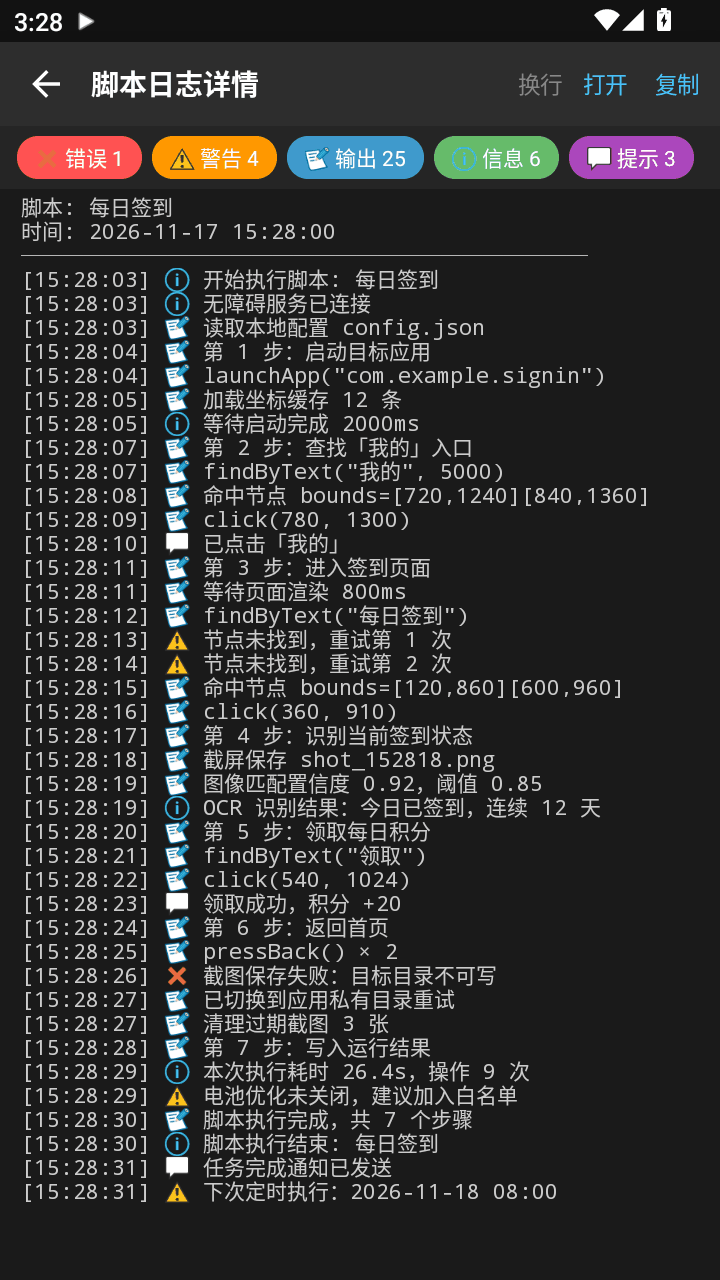 3:28
脚本日志详情
换行 打开 复制
错误 1 警告 4 输出 25 信息 6 提示 3
脚本: 每日签到
时间: 2026-11-17 15:28:00
[15:28:03] 开始执行脚本: 每日签到
[15:28:03] 无障碍服务已连接
[15:28:03] 读取本地配置 config.json
[15:28:04] 第 1 步：启动目标应用
[15:28:04] launchApp("com.example.signin")
[15:28:05] 加载坐标缓存 12 条
[15:28:05] 等待启动完成 2000ms
[15:28:07] 第 2 步：查找「我的」入口
[15:28:07] findByText("我的", 5000)
[15:28:08] 命中节点 bounds=[720,1240][840,1360]
[15:28:09] click(780, 1300)
[15:28:10] 已点击「我的」
[15:28:11] 第 3 步：进入签到页面
[15:28:11] 等待页面渲染 800ms
[15:28:12] findByText("每日签到")
[15:28:13] 节点未找到，重试第 1 次
[15:28:14] 节点未找到，重试第 2 次
[15:28:15] 命中节点 bounds=[120,860][600,960]
[15:28:16] click(360, 910)
[15:28:17] 第 4 步：识别当前签到状态
[15:28:18] 截屏保存 shot_152818.png
[15:28:19] 图像匹配置信度 0.92，阈值 0.85
[15:28:19] OCR 识别结果：今日已签到，连续 12 天
[15:28:20] 第 5 步：领取每日积分
[15:28:21] findByText("领取")
[15:28:22] click(540, 1024)
[15:28:23] 领取成功，积分 +20
[15:28:24] 第 6 步：返回首页
[15:28:25] pressBack() × 2
[15:28:26] 截图保存失败：目标目录不可写
[15:28:27] 已切换到应用私有目录重试
[15:28:27] 清理过期截图 3 张
[15:28:28] 第 7 步：写入运行结果
[15:28:29] 本次执行耗时 26.4s，操作 9 次
[15:28:29] 电池优化未关闭，建议加入白名单
[15:28:30] 脚本执行完成，共 7 个步骤
[15:28:30] 脚本执行结束: 每日签到
[15:28:31] 任务完成通知已发送
[15:28:31] 下次定时执行：2026-11-18 08:00